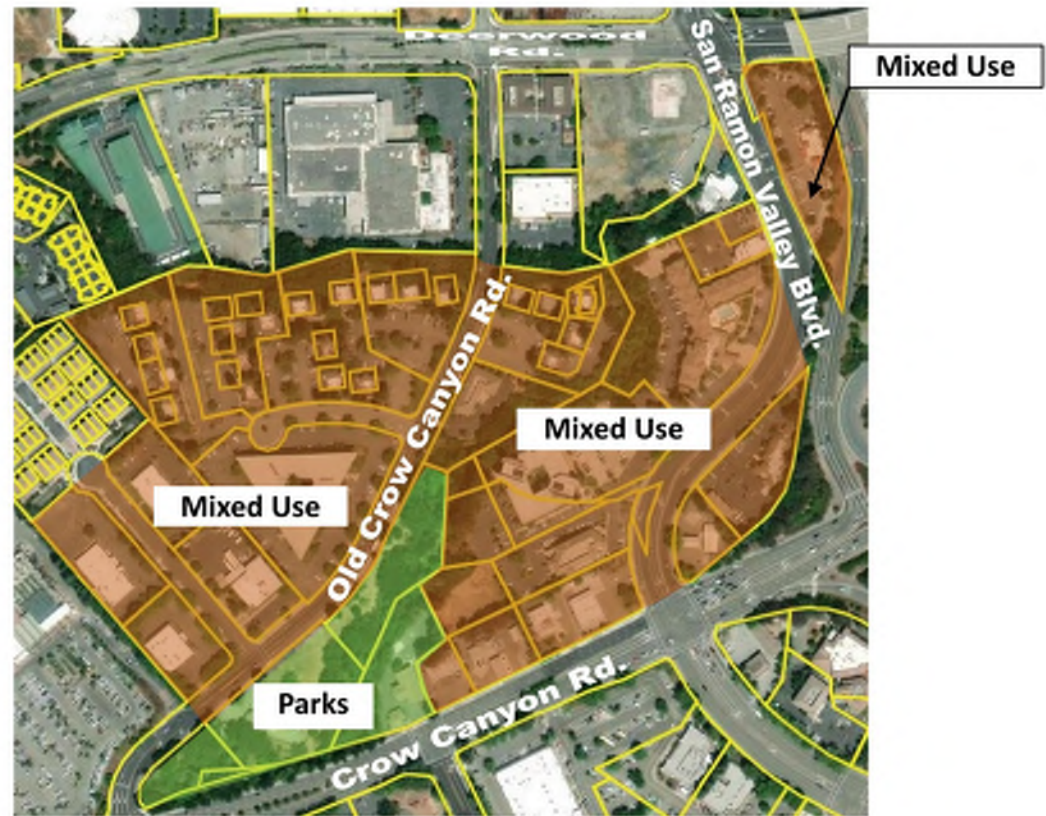 Deerwood
Rd.
San Ramon Valley Blvd.
Mixed Use
Old Crow Canyon Rd.
Mixed Use
Mixed Use
Parks
Crow Canyon Rd.